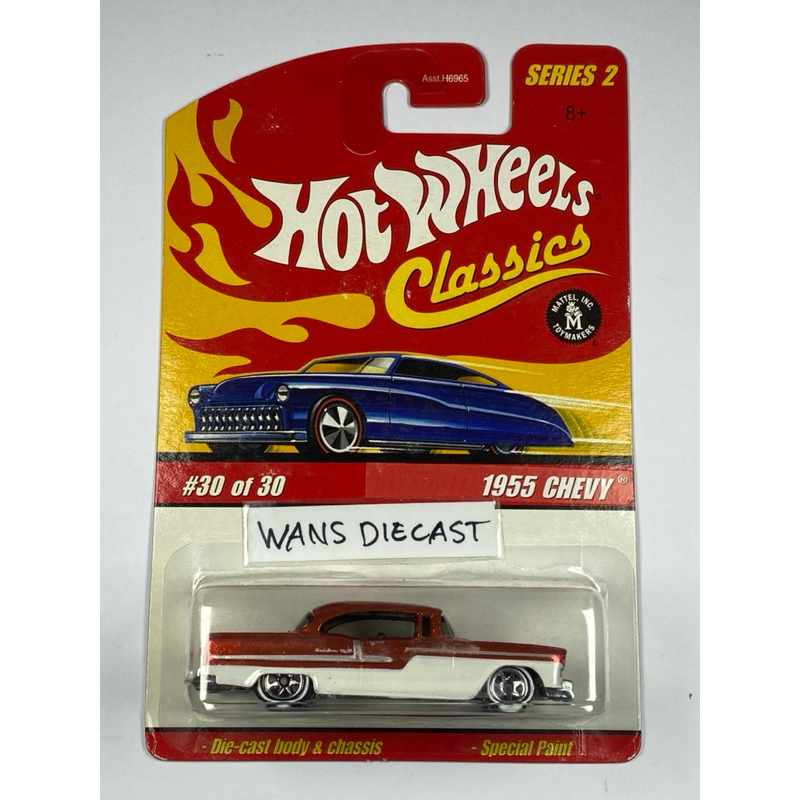 Asst.H6965
SERIES 2
8+
HOT WHEELS
Classics
MATTEL, INC.
M
TOYMAKERS
#30 of 30
1955 CHEVY®
WANS DIECAST
- Die-cast body & chassis
- Special Paint